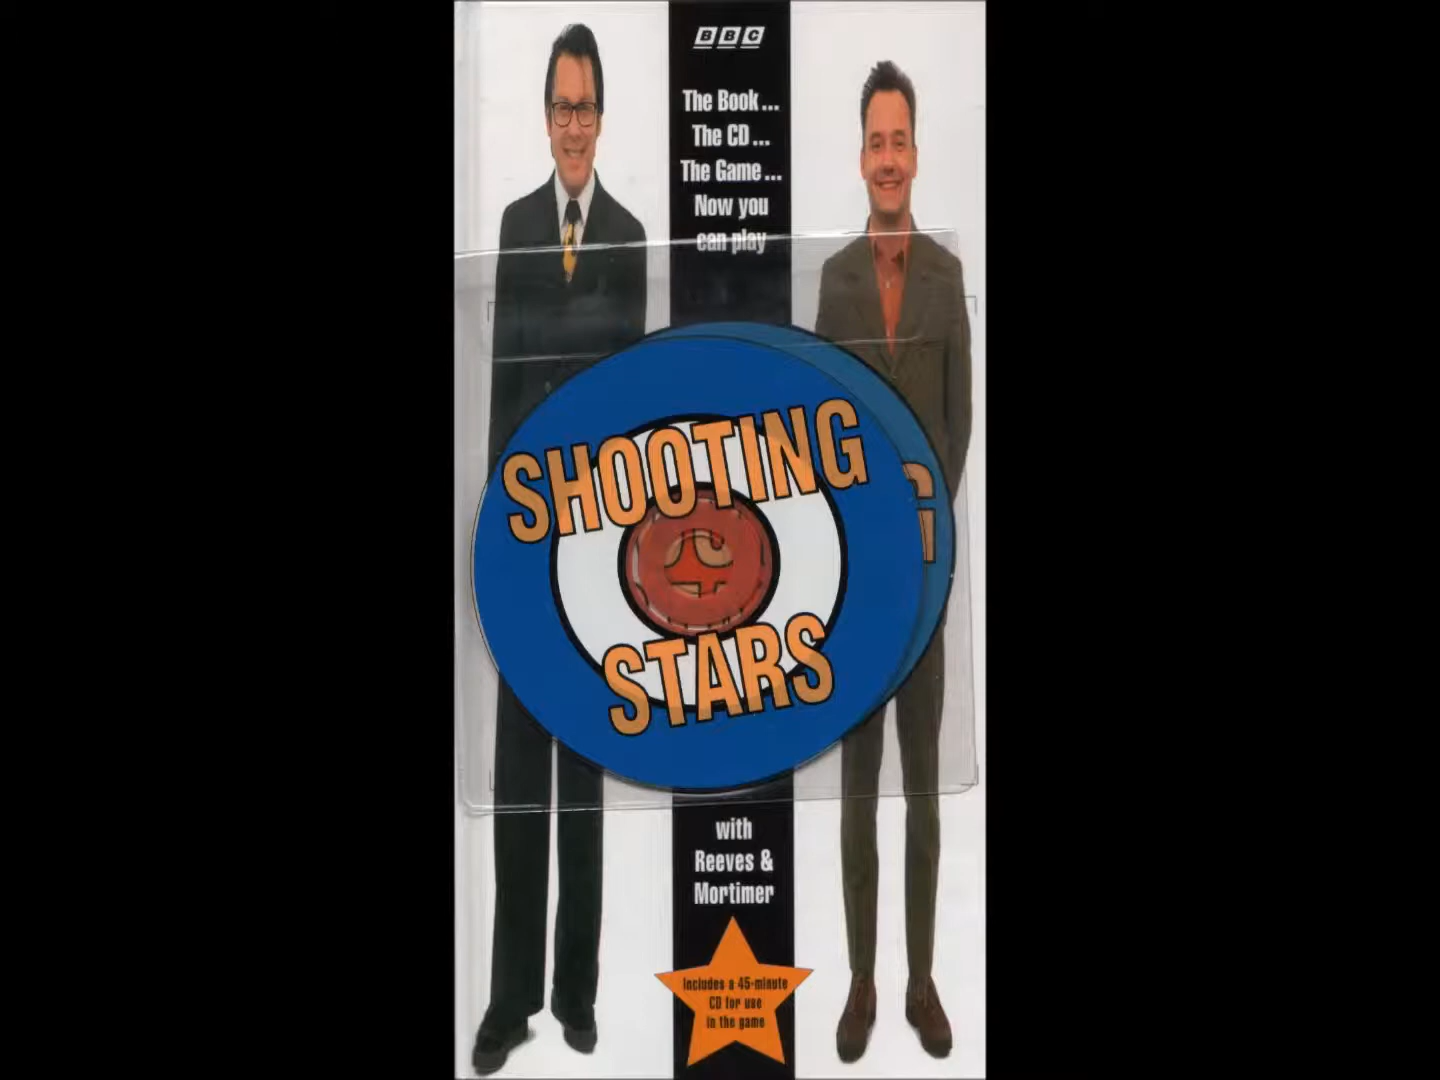 BBC
The Book...
The CD...
The Game...
Now you
can play
SHOOTING
STARS
G
with
Reeves &
Mortimer
Includes a 45-minute
CD for use
in the game